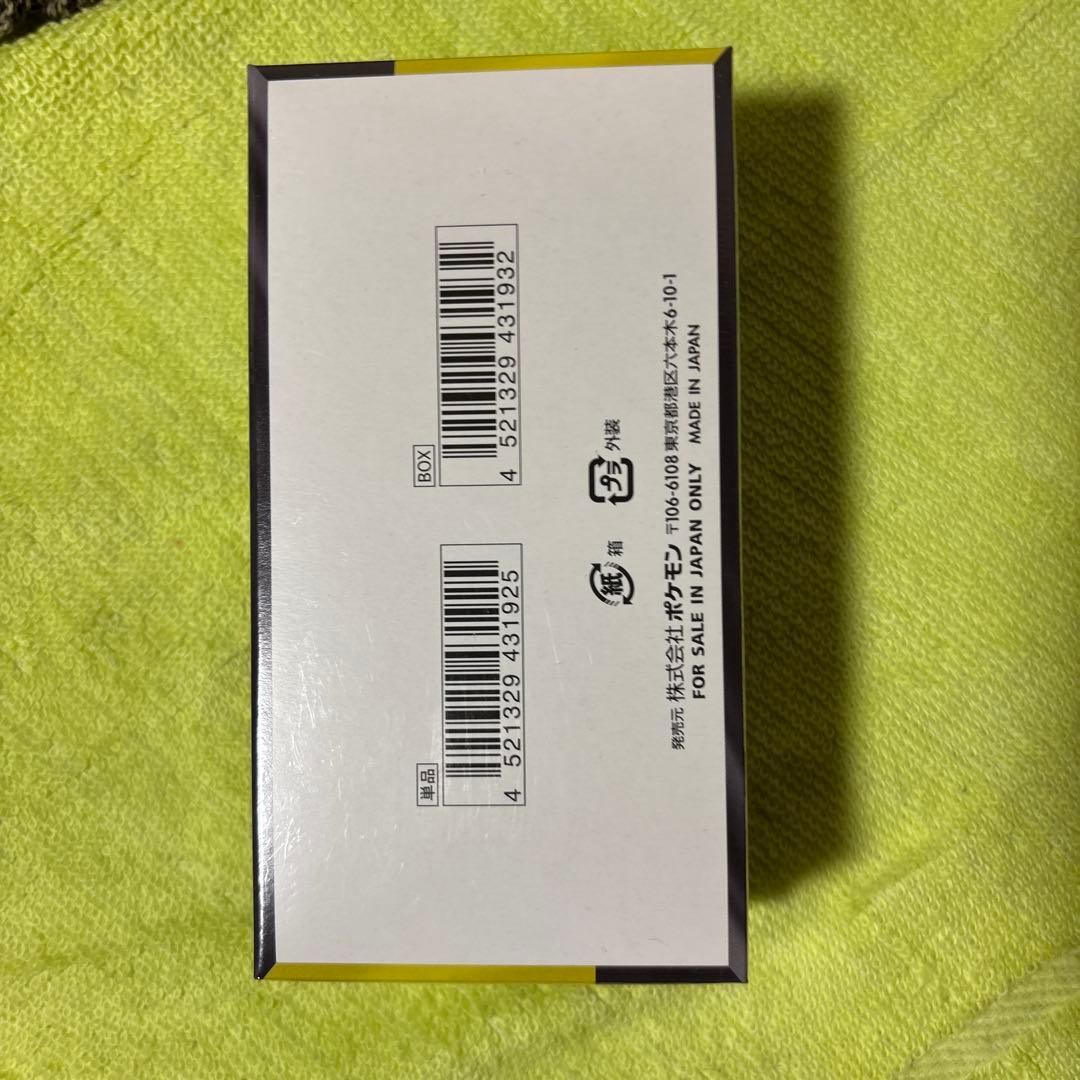 単品
4 521329 431925
BOX
4 521329 431932
紙 箱
プラ 外装
発売元 株式会社ポケモン 〒106-6108 東京都港区六本木6-10-1
FOR SALE IN JAPAN ONLY MADE IN JAPAN